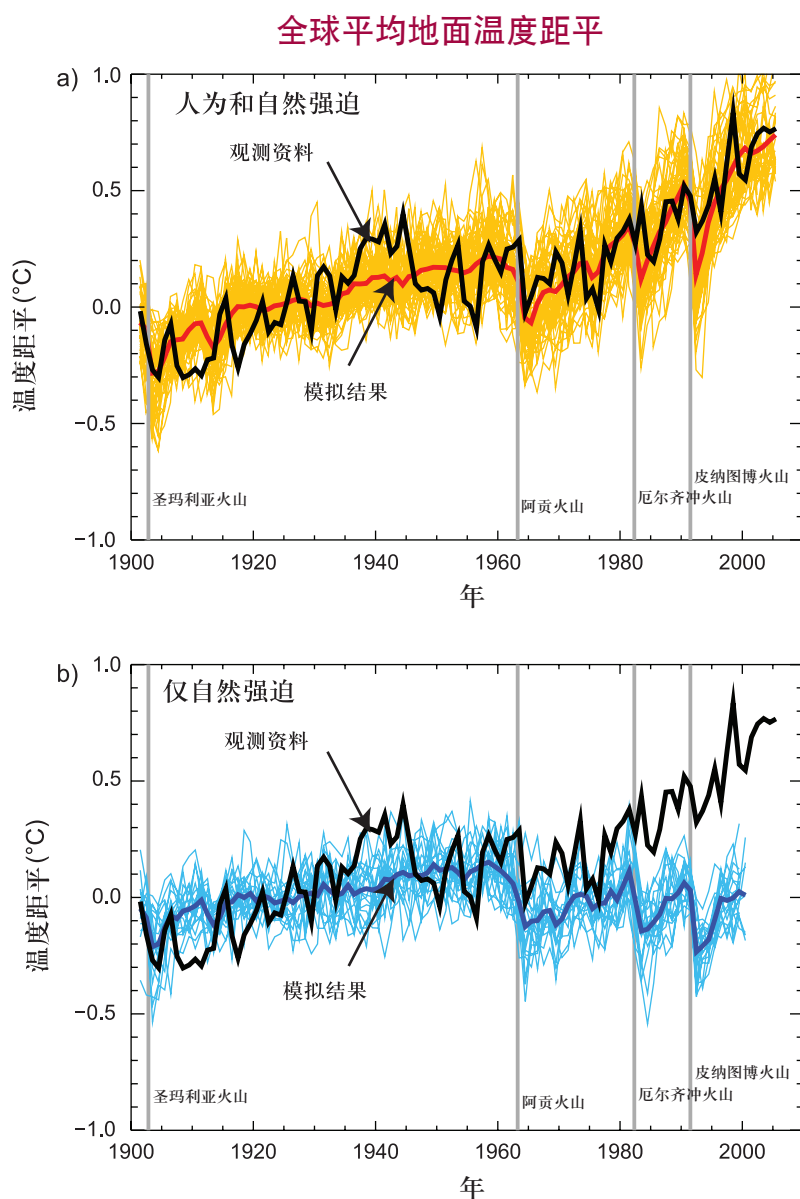 全球平均地面温度距平
a)
人为和自然强迫
观测资料
模拟结果
温度距平(°C)
1.0
0.5
0.0
−0.5
−1.0
圣玛利亚火山
阿贡火山
厄尔齐冲火山
皮纳图博火山
1900 1920 1940 1960 1980 2000
年
b)
仅自然强迫
观测资料
模拟结果
温度距平(°C)
1.0
0.5
0.0
−0.5
−1.0
圣玛利亚火山
阿贡火山
厄尔齐冲火山
皮纳图博火山
1900 1920 1940 1960 1980 2000
年